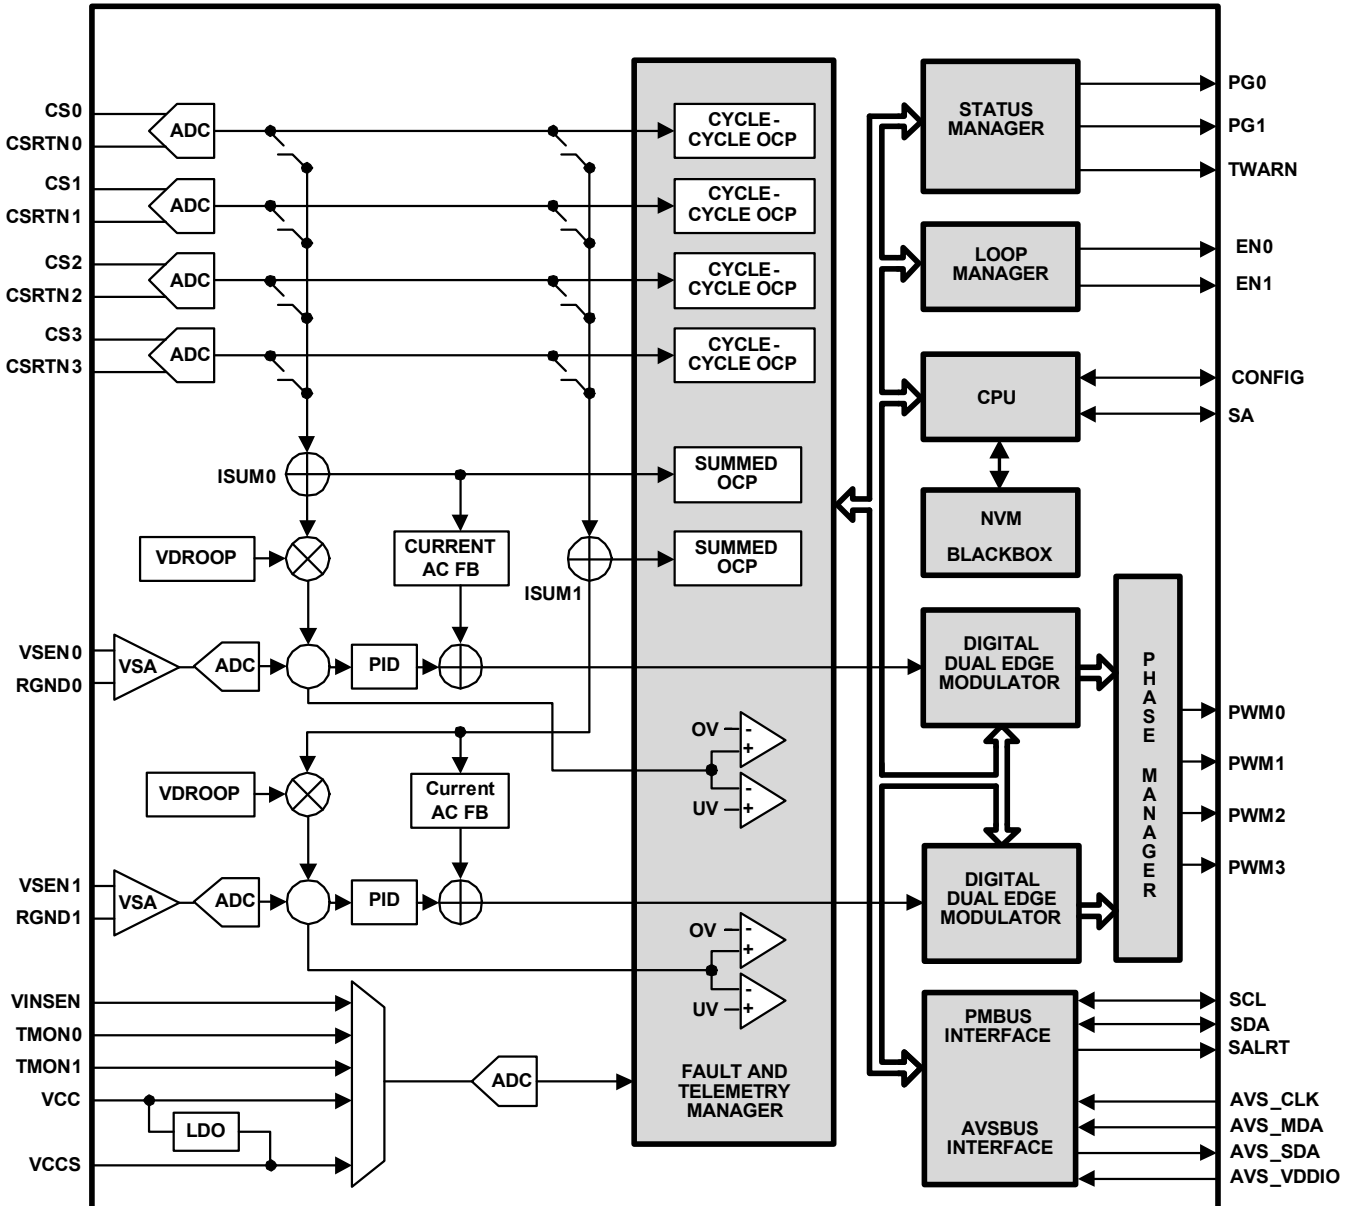 CS0
CSRTN0
ADC
CYCLE-
CYCLE OCP
CS1
CSRTN1
ADC
CYCLE-
CYCLE OCP
CS2
CSRTN2
ADC
CYCLE-
CYCLE OCP
CS3
CSRTN3
ADC
CYCLE-
CYCLE OCP
ISUM0
SUMMED
OCP
VDROOP
CURRENT
AC FB
ISUM1
SUMMED
OCP
VSEN0
RGND0
VSA
ADC
PID
OV
-
+
-
UV
+
VDROOP
Current
AC FB
VSEN1
RGND1
VSA
ADC
PID
OV
-
+
-
UV
+
VINSEN
TMON0
TMON1
VCC
LDO
VCCS
ADC
FAULT AND
TELEMETRY
MANAGER
STATUS
MANAGER
PG0
PG1
TWARN
LOOP
MANAGER
EN0
EN1
CPU
CONFIG
SA
NVM
BLACKBOX
DIGITAL
DUAL EDGE
MODULATOR
DIGITAL
DUAL EDGE
MODULATOR
PHASE MANAGER
PWM0
PWM1
PWM2
PWM3
PMBUS
INTERFACE
AVSBUS
INTERFACE
SCL
SDA
SALRT
AVS_CLK
AVS_MDA
AVS_SDA
AVS_VDDIO